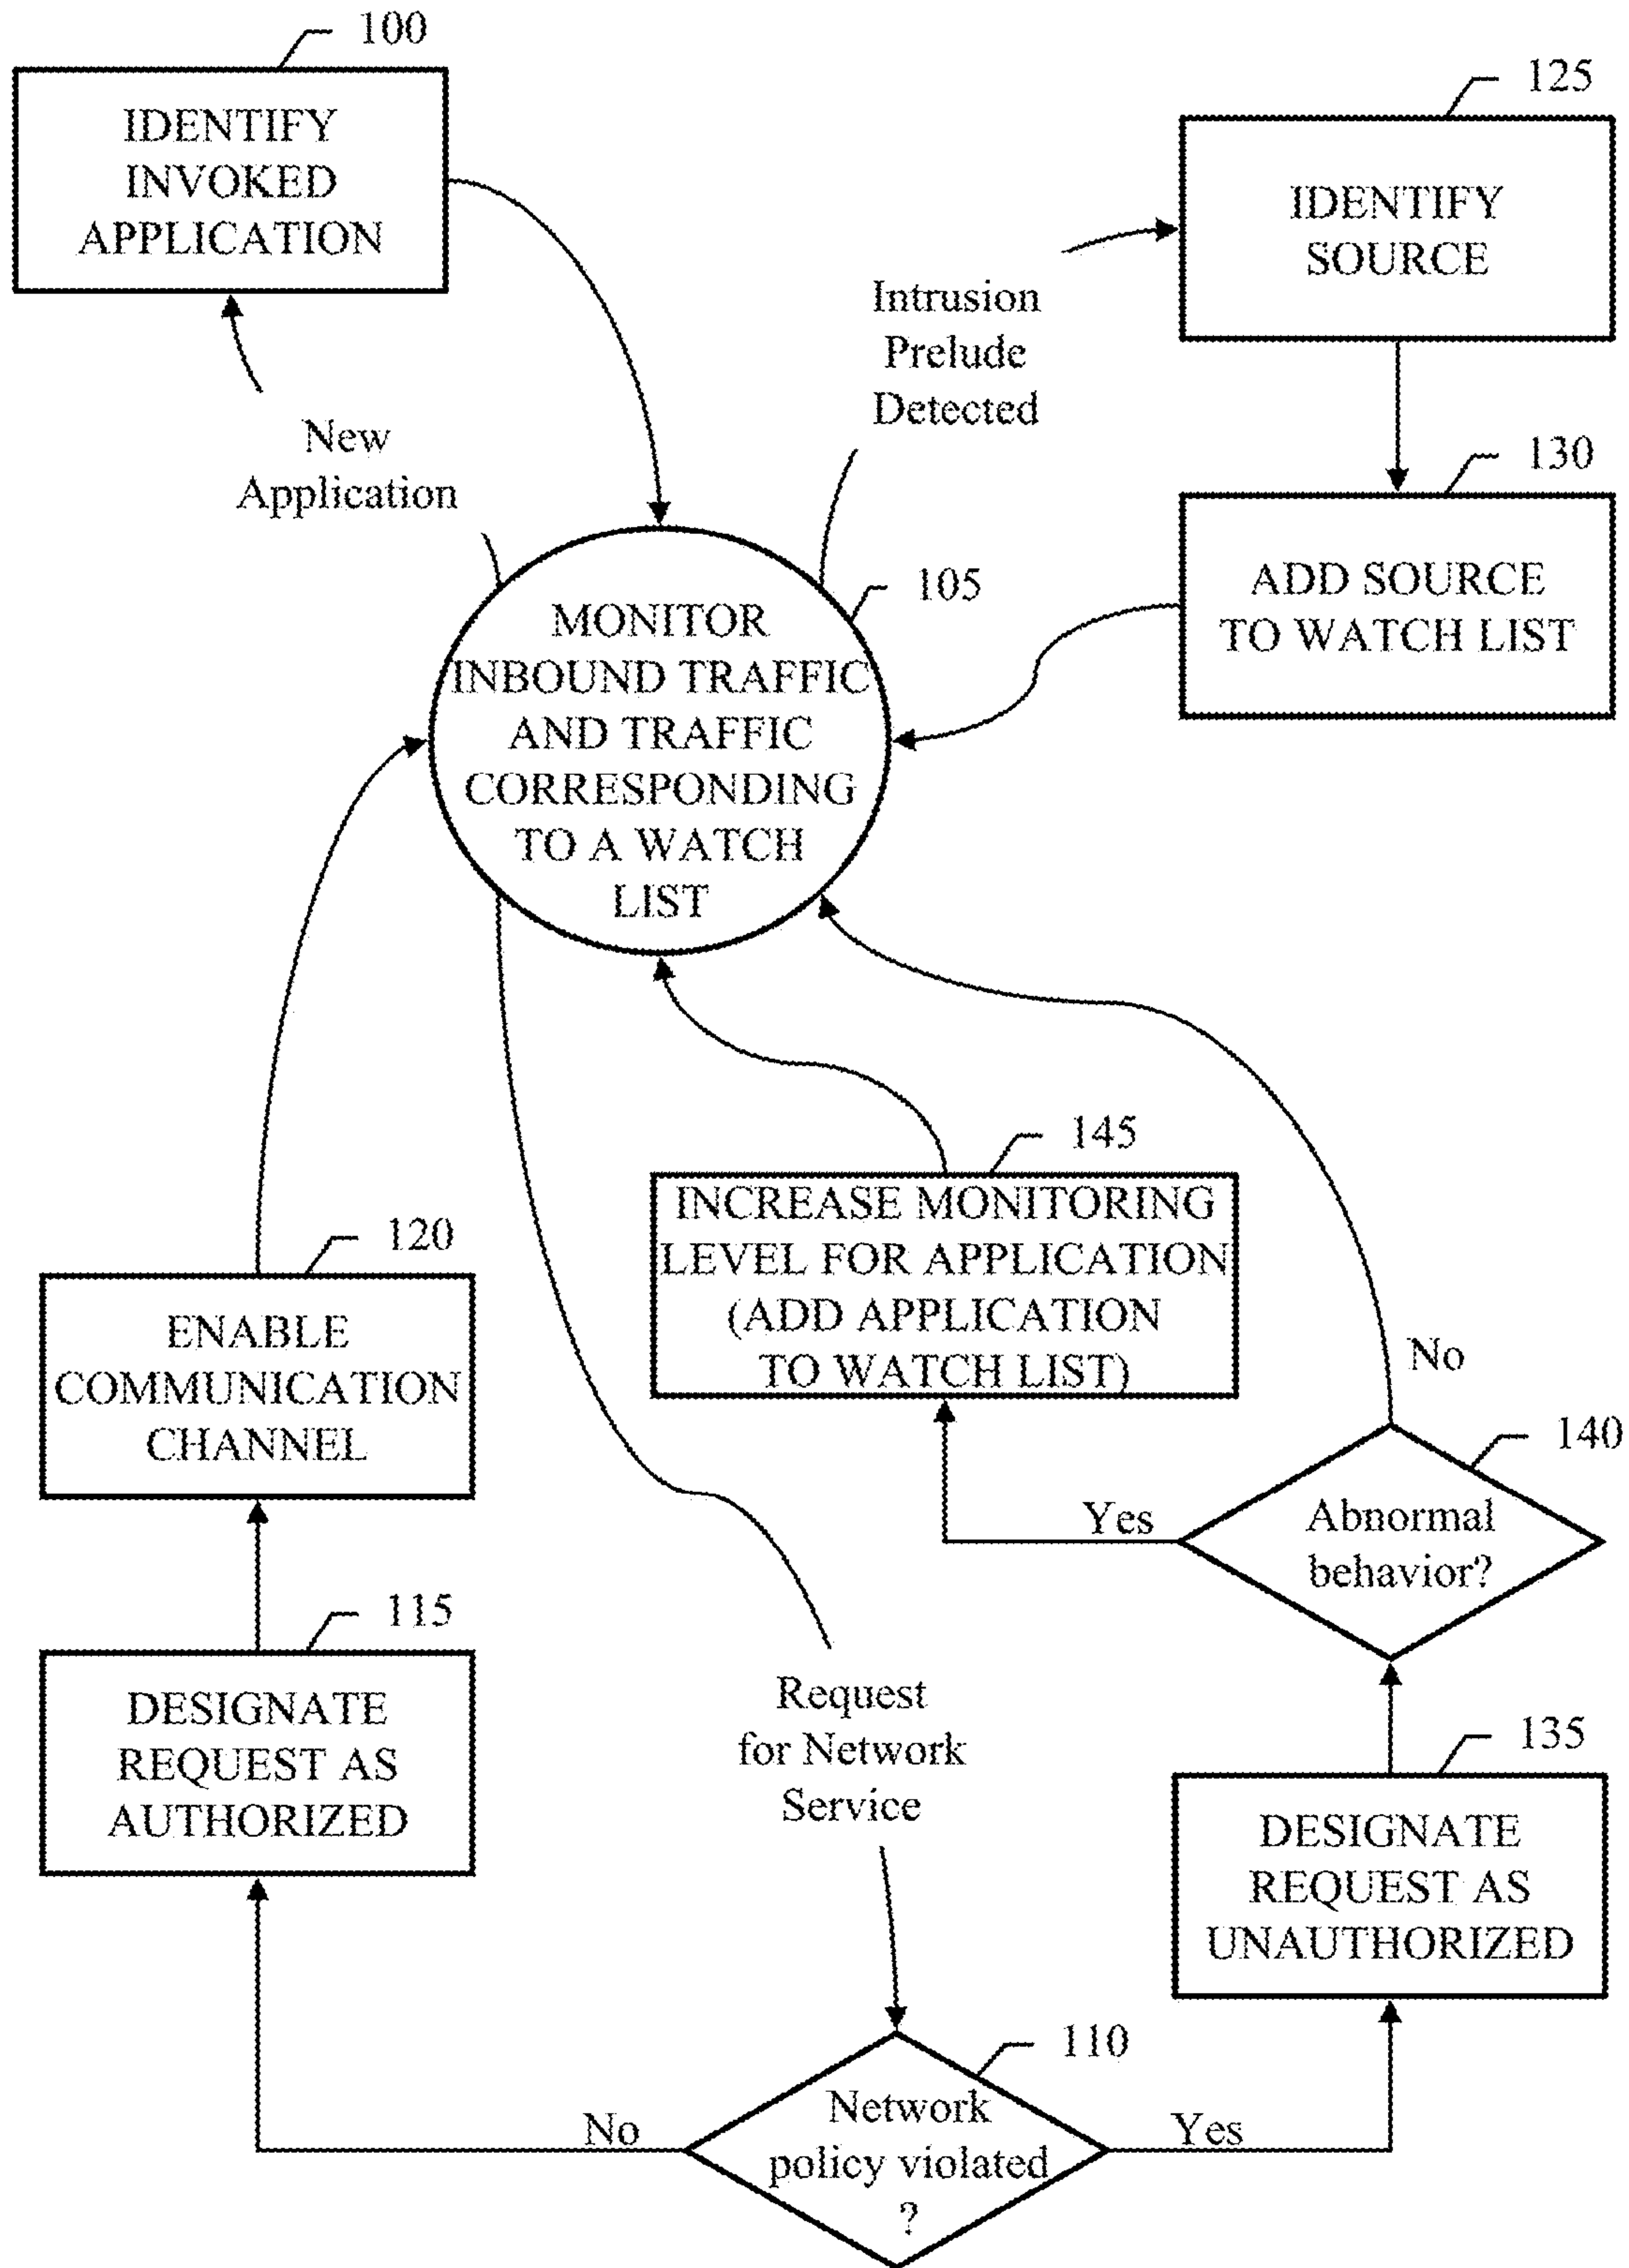 100
IDENTIFY
INVOKED
APPLICATION
125
IDENTIFY
SOURCE
Intrusion
Prelude
Detected
New
Application
130
ADD SOURCE
TO WATCH LIST
105
MONITOR
INBOUND TRAFFIC
AND TRAFFIC
CORRESPONDING
TO A WATCH
LIST
145
INCREASE MONITORING
LEVEL FOR APPLICATION
(ADD APPLICATION
TO WATCH LIST)
120
ENABLE
COMMUNICATION
CHANNEL
No
140
Abnormal
behavior?
Yes
115
DESIGNATE
REQUEST AS
AUTHORIZED
Request
for Network
Service
135
DESIGNATE
REQUEST AS
UNAUTHORIZED
110
Network
policy violated
?
No
Yes